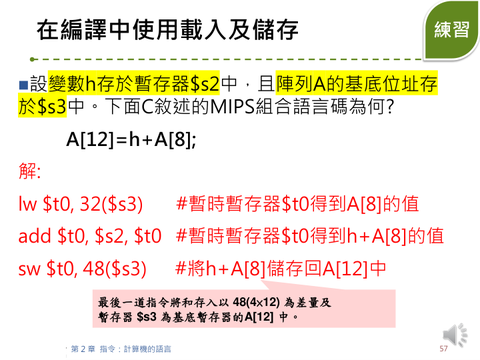 在編譯中使用載入及儲存
練習
設變數h存於暫存器$s2中，且陣列A的基底位址存
於$s3中。下面C敘述的MIPS組合語言碼為何?
A[12]=h+A[8];
解:
lw $t0, 32($s3) #暫時暫存器$t0得到A[8]的值
add $t0, $s2, $t0 #暫時暫存器$t0得到h+A[8]的值
sw $t0, 48($s3) #將h+A[8]儲存回A[12]中
最後一道指令將和存入以 48(4x12) 為差量及
暫存器 $s3 為基底暫存器的A[12] 中。
第 2 章 指令：計算機的語言
57